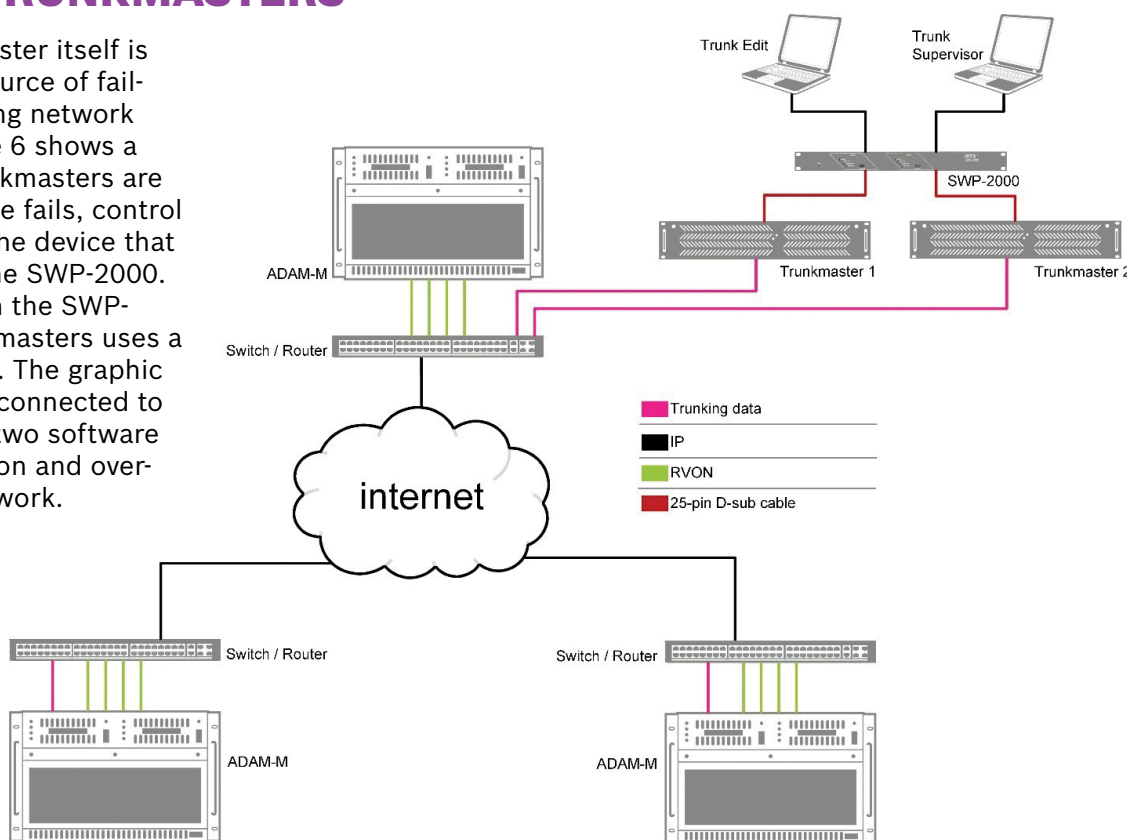 TRUNKMASTERS
ster itself is
urce of fail-
ng network
e 6 shows a
kmasters are
e fails, control
he device that
he SWP-2000.
n the SWP-
masters uses a
. The graphic
connected to
two software
on and over-
work.
Trunk Edit
Trunk
Supervisor
SWP-2000
Trunkmaster 1
Trunkmaster 2
ADAM-M
Switch / Router
Trunking data
IP
RVON
25-pin D-sub cable
internet
Switch / Router
Switch / Router
ADAM-M
ADAM-M